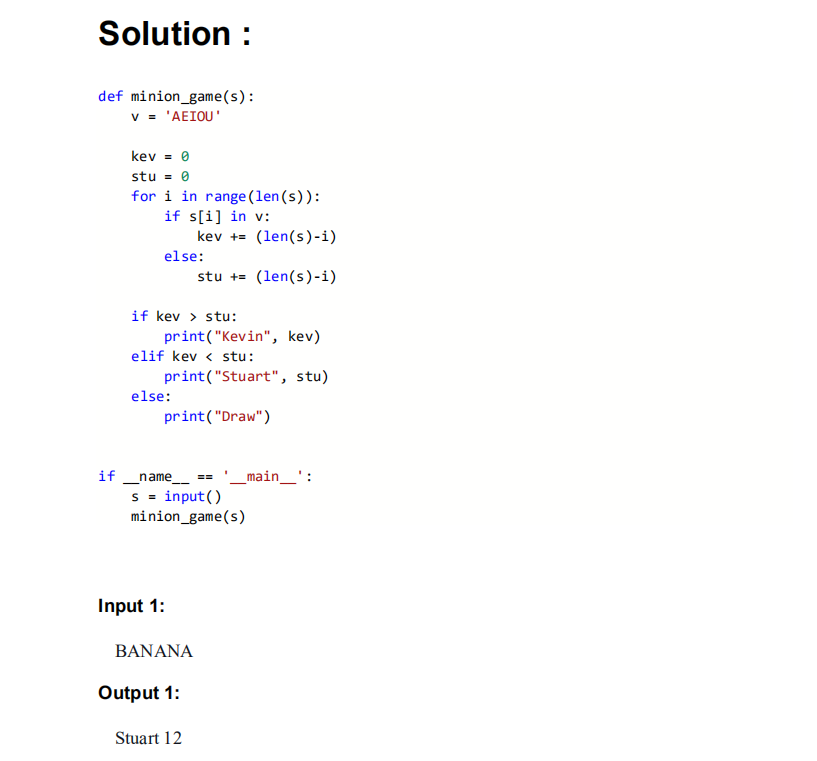 Solution :
def minion_game(s):
    v = 'AEIOU'
    kev = 0
    stu = 0
    for i in range(len(s)):
        if s[i] in v:
            kev += (len(s)-i)
        else:
            stu += (len(s)-i)
    if kev > stu:
        print("Kevin", kev)
    elif kev < stu:
        print("Stuart", stu)
    else:
        print("Draw")
if __name__ == '__main__':
    s = input()
    minion_game(s)
Input 1:
BANANA
Output 1:
Stuart 12